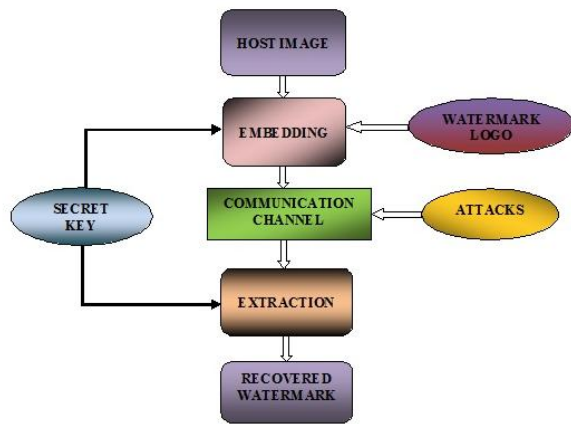 HOST IMAGE
EMBEDDING
WATERMARK
LOGO
SECRET
KEY
COMMUNICATION
CHANNEL
ATTACKS
EXTRACTION
RECOVERED
WATERMARK